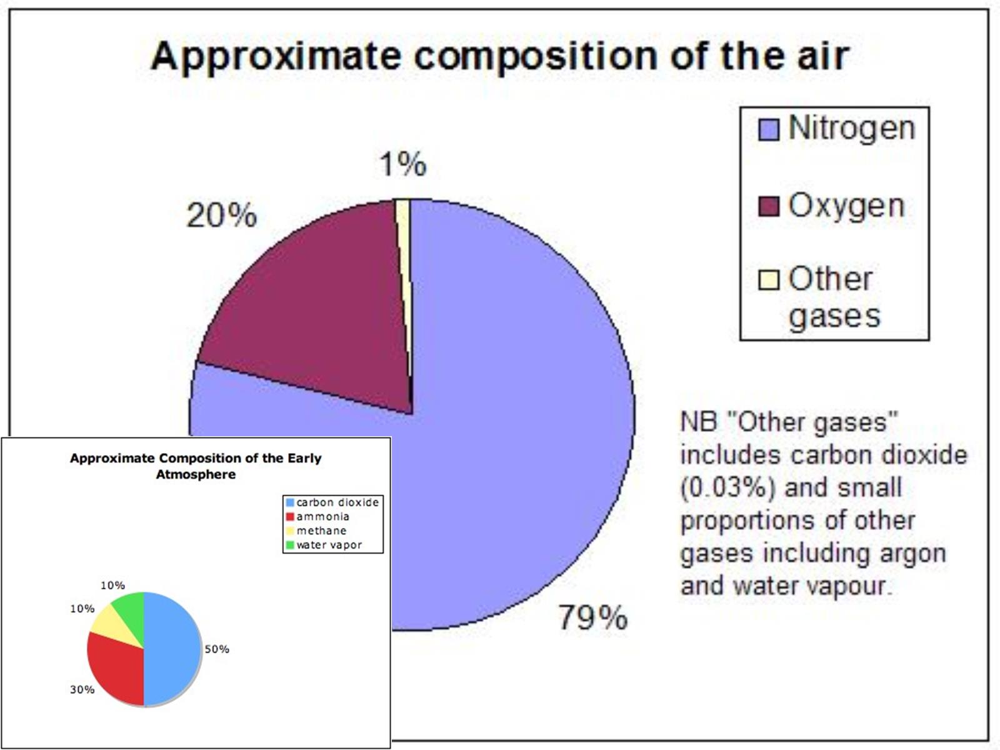 Approximate composition of the air
Nitrogen
Oxygen
Other
gases
1%
20%
79%
NB "Other gases"
includes carbon dioxide
(0.03%) and small
proportions of other
gases including argon
and water vapour.
Approximate Composition of the Early
Atmosphere
carbon dioxide
ammonia
methane
water vapor
10%
10%
50%
30%